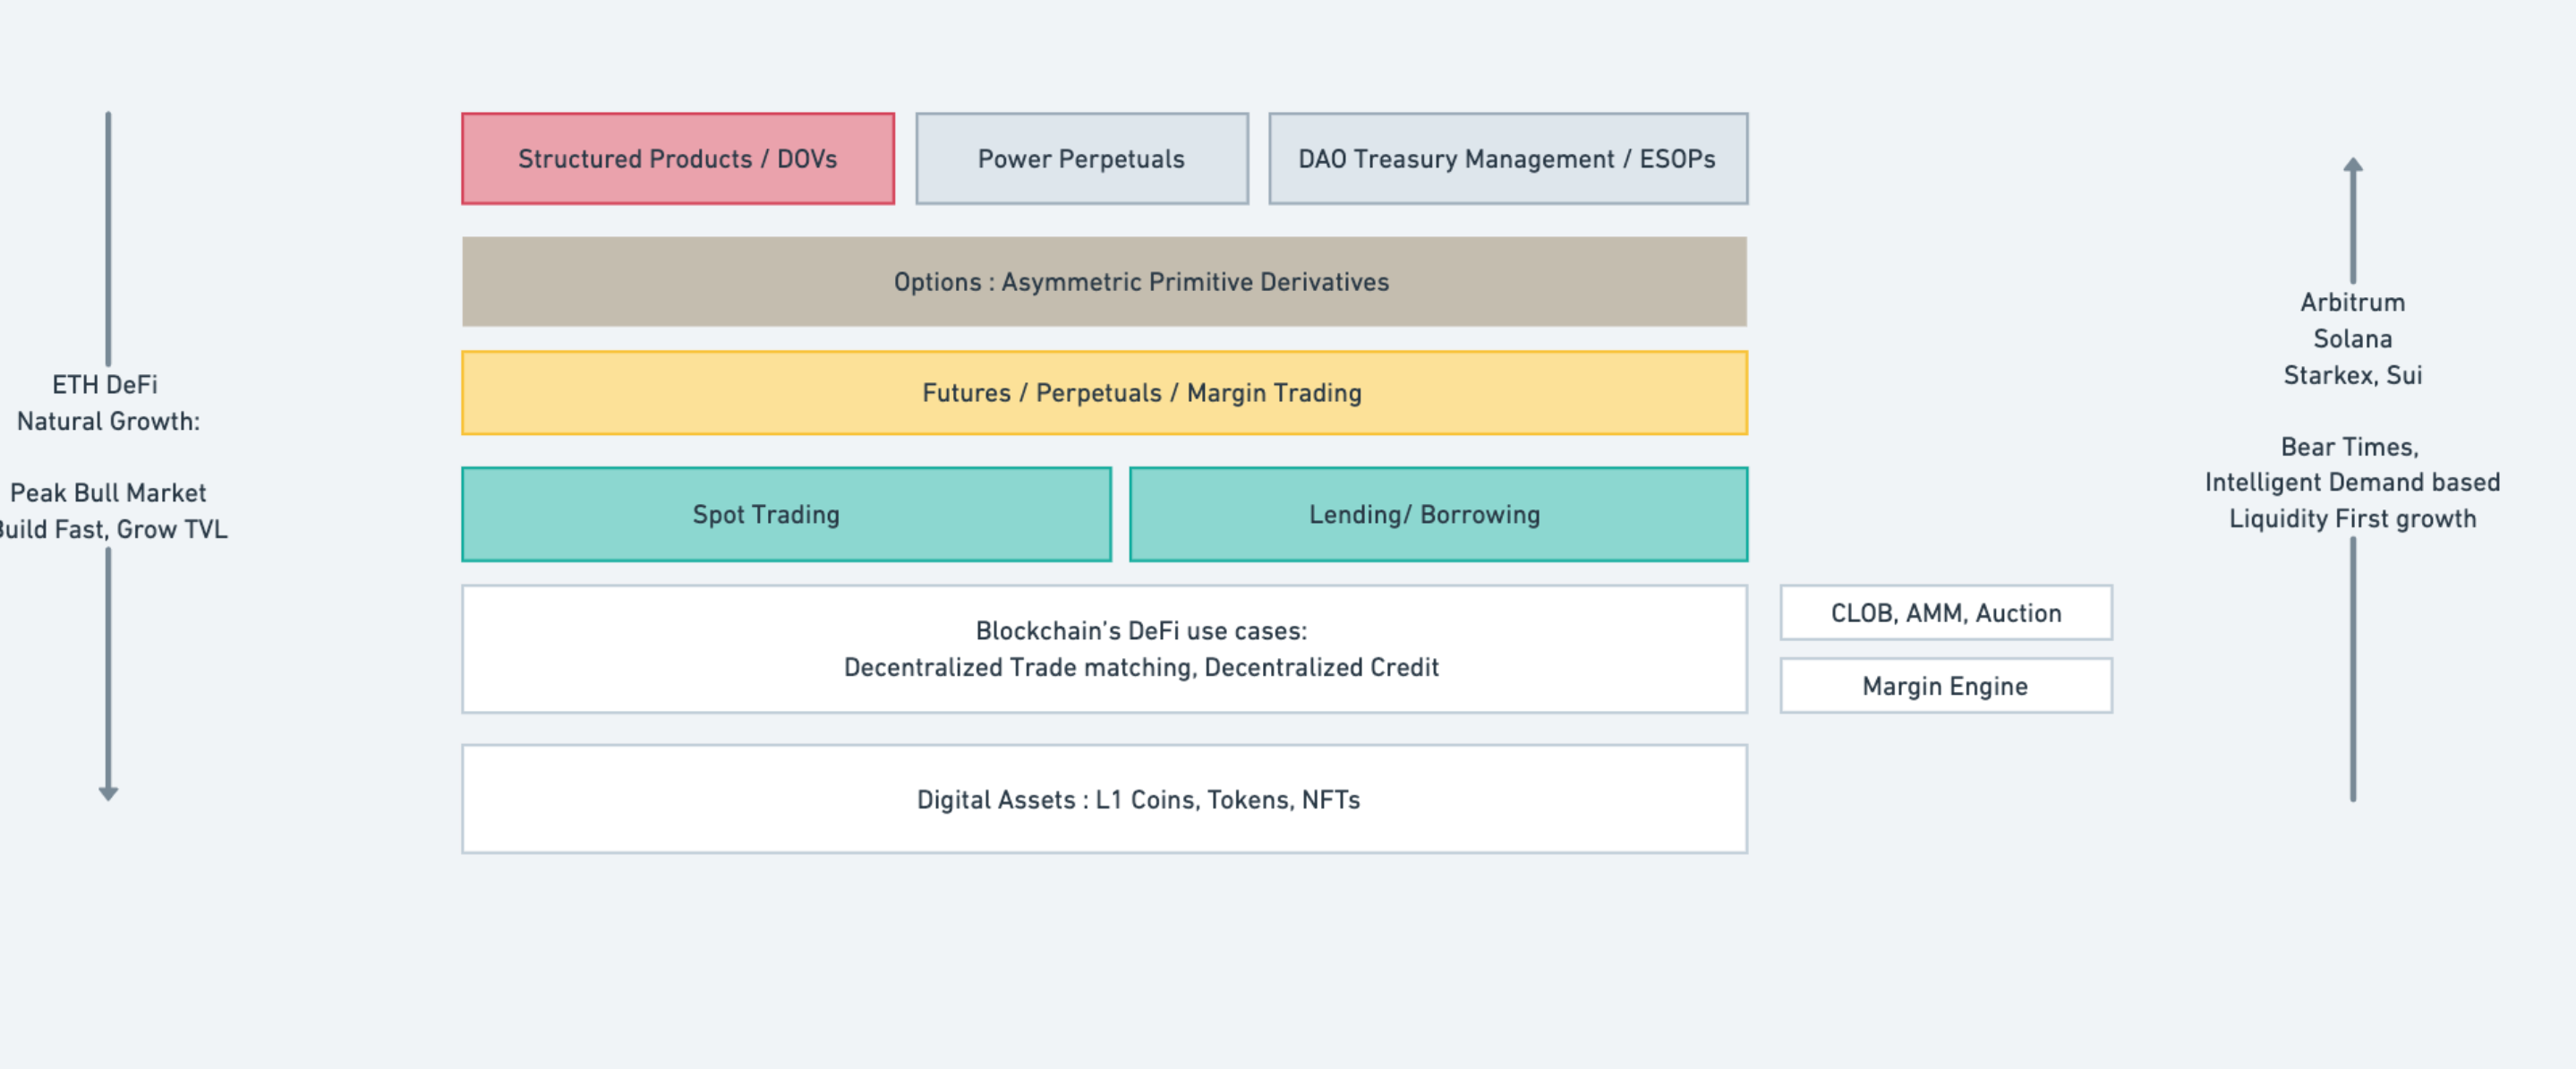 Structured Products / DOVs
Power Perpetuals
DAO Treasury Management / ESOPs
Options : Asymmetric Primitive Derivatives
Futures / Perpetuals / Margin Trading
ETH DeFi
Natural Growth:
Peak Bull Market
Build Fast, Grow TVL
Spot Trading
Lending/ Borrowing
Arbitrum
Solana
Starkex, Sui
Bear Times,
Intelligent Demand based
Liquidity First growth
Blockchain’s DeFi use cases:
Decentralized Trade matching, Decentralized Credit
CLOB, AMM, Auction
Margin Engine
Digital Assets : L1 Coins, Tokens, NFTs